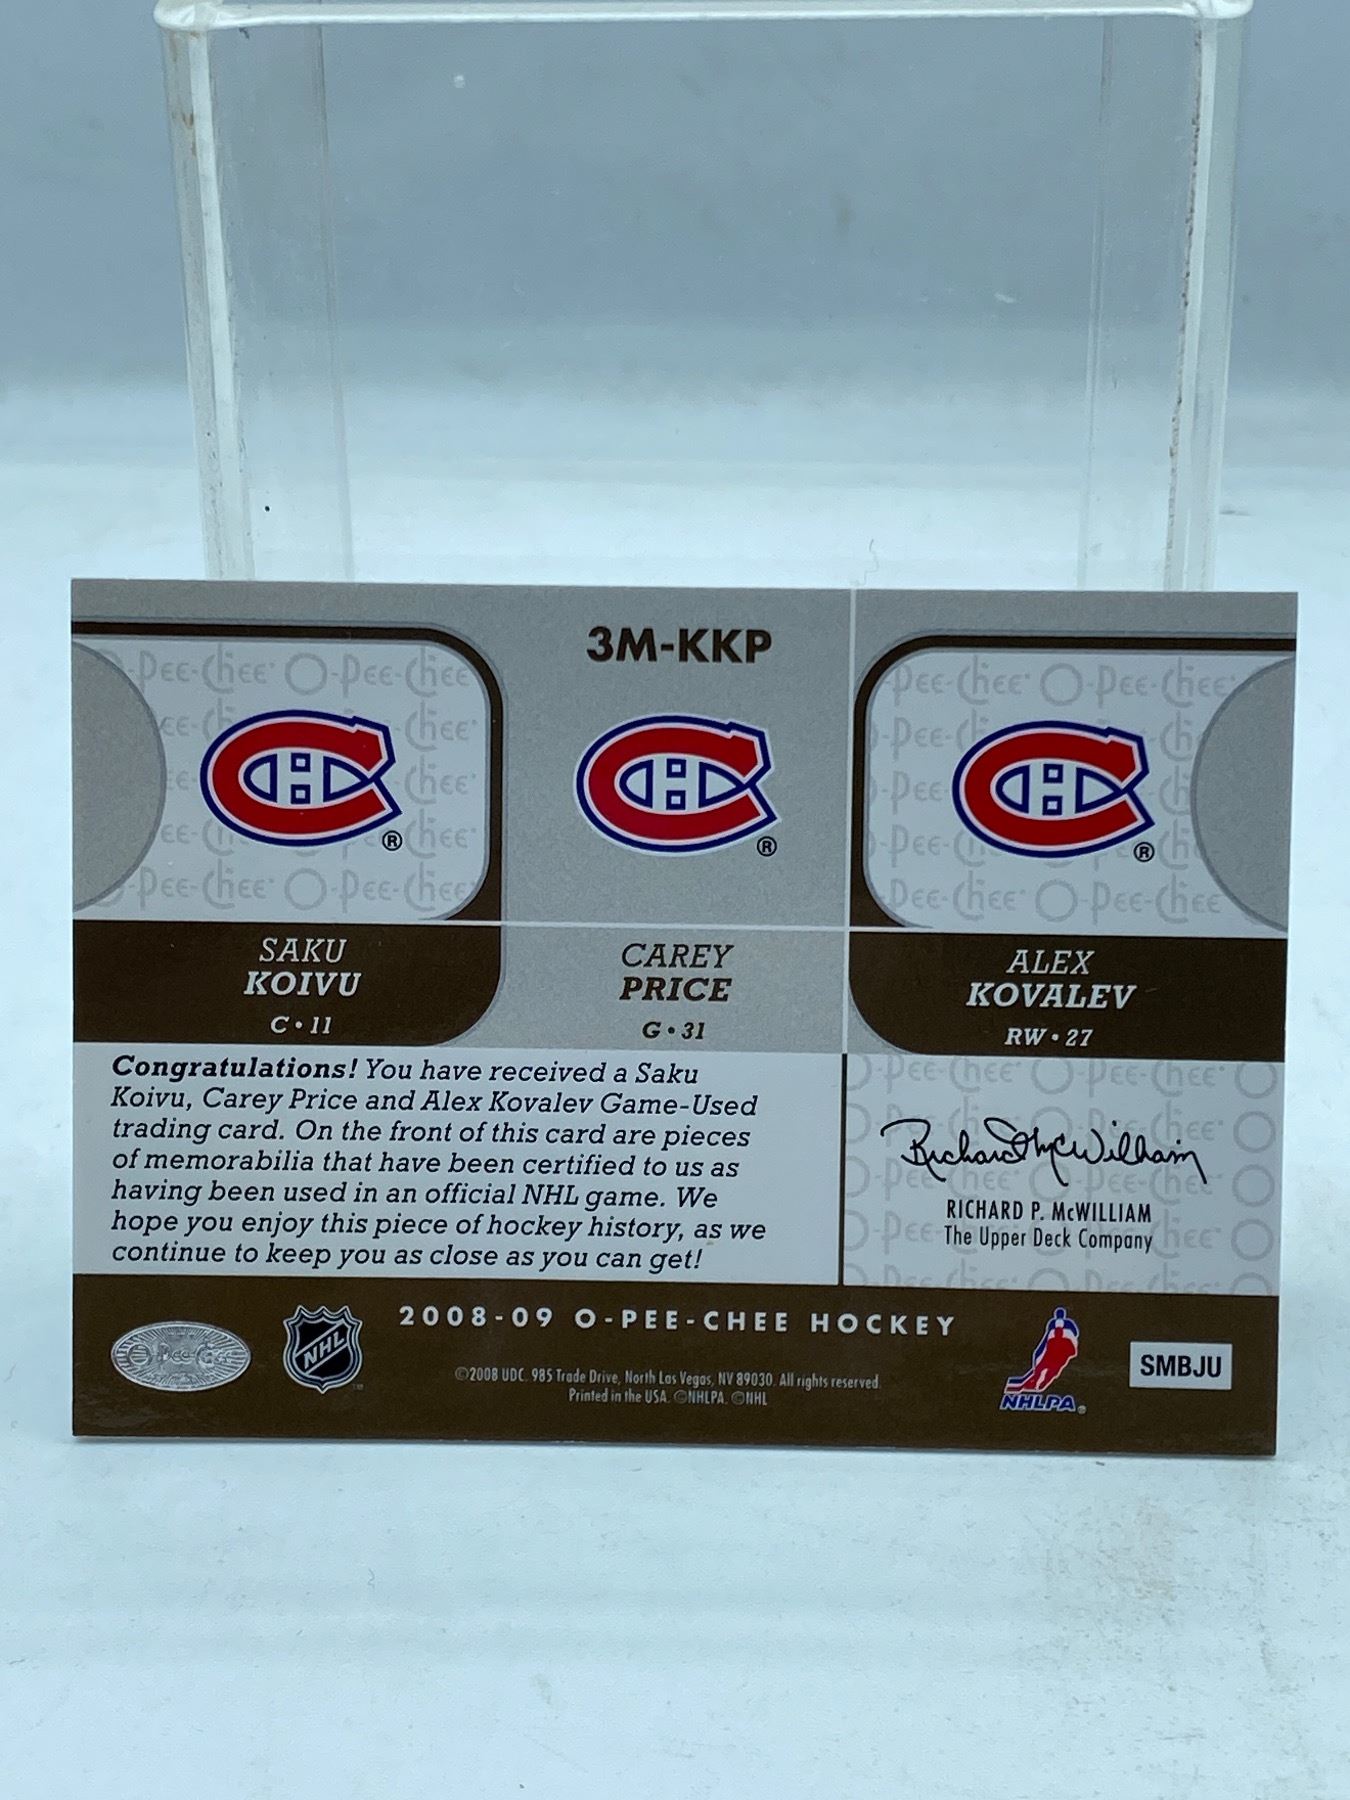 3M-KKP
SAKU
KOIVU
C • 11
CAREY
PRICE
G • 31
ALEX
KOVALEV
RW • 27
Congratulations! You have received a Saku
Koivu, Carey Price and Alex Kovalev Game-Used
trading card. On the front of this card are pieces
of memorabilia that have been certified to us as
having been used in an official NHL game. We
hope you enjoy this piece of hockey history, as we
continue to keep you as close as you can get!
Richard P. McWilliam
RICHARD P. McWILLIAM
The Upper Deck Company
O-Pee-Chee
NHL
2008-09 O-PEE-CHEE HOCKEY
©2008 UDC. 985 Trade Drive, North Las Vegas, NV 89030. All rights reserved.
Printed in the USA. ©NHLPA. ©NHL
NHLPA
SMBJU